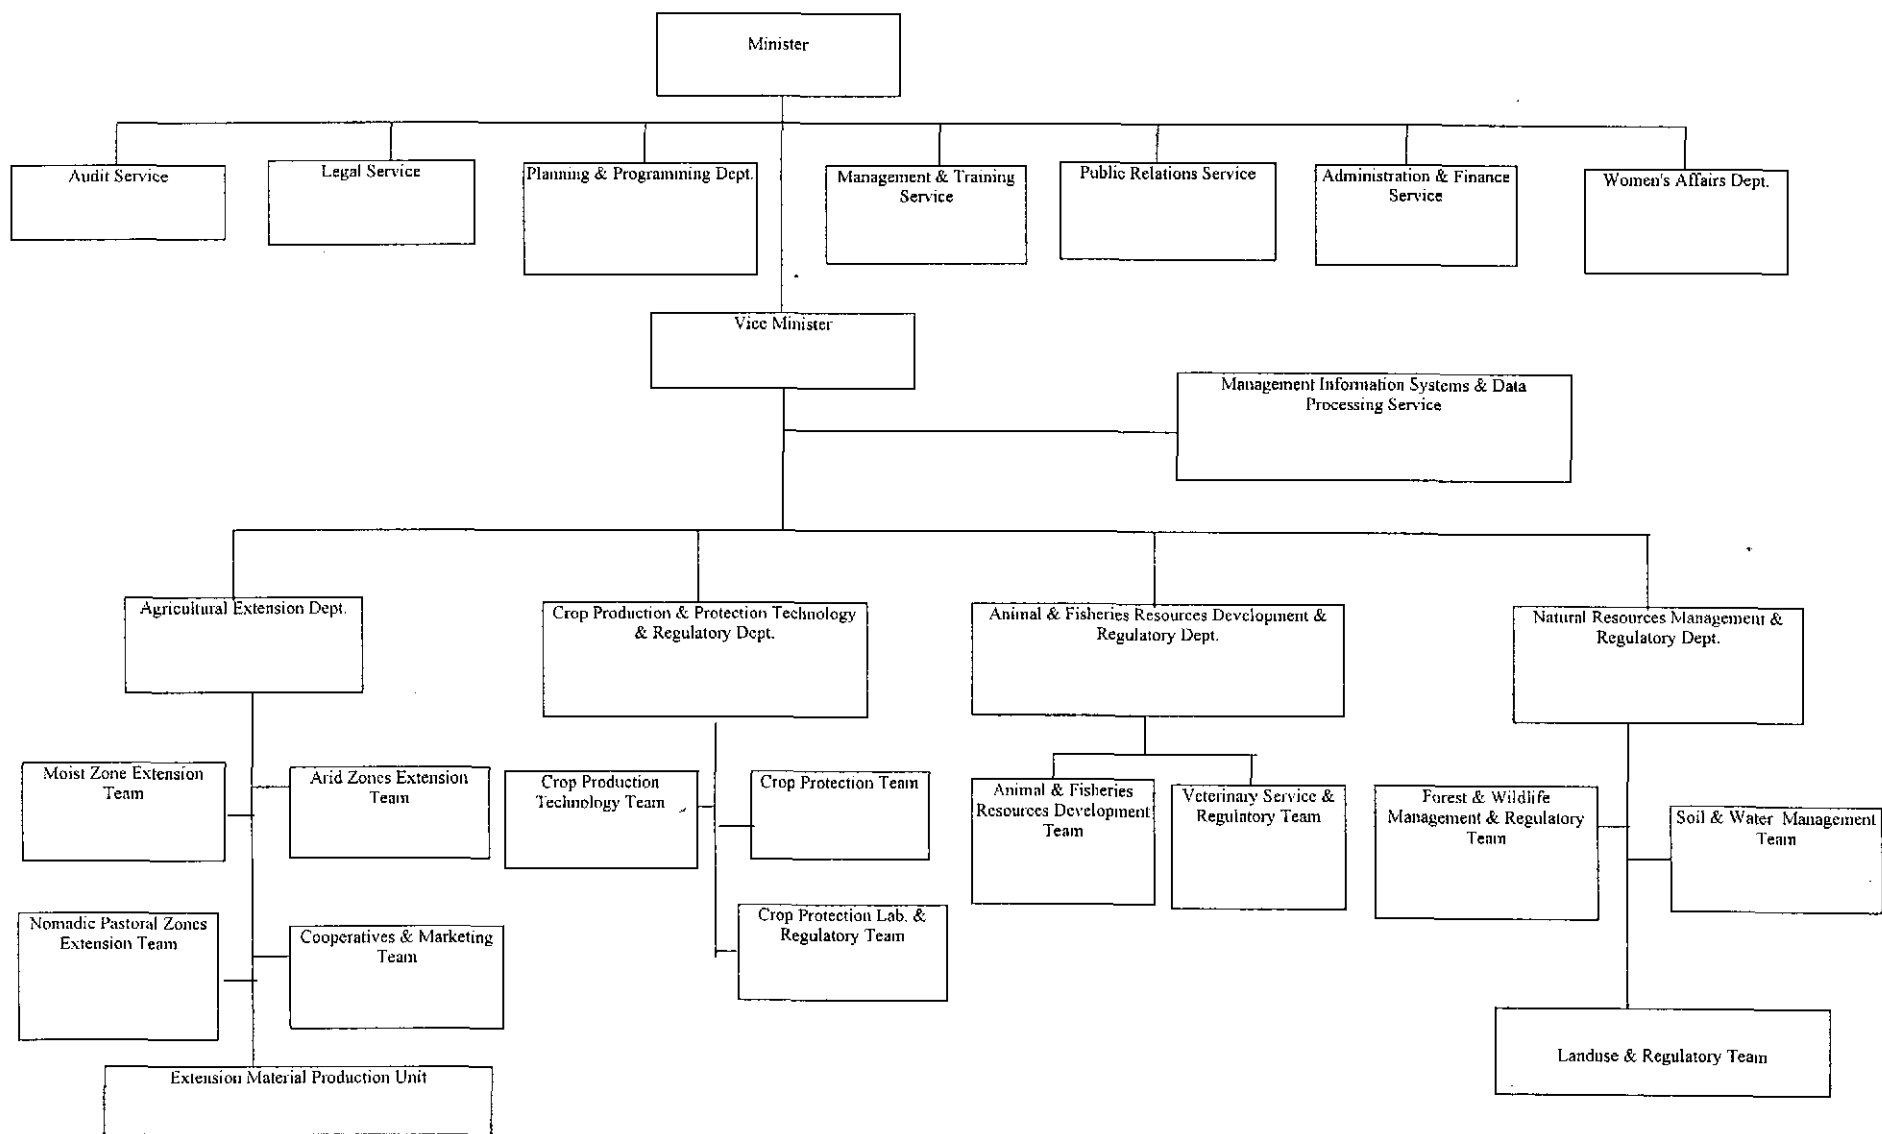 Minister
Audit Service
Legal Service
Planning & Programming Dept.
Management & Training
Service
Public Relations Service
Administration & Finance
Service
Women's Affairs Dept.
Vice Minister
Management Information Systems & Data
Processing Service
Agricultural Extension Dept.
Crop Production & Protection Technology
& Regulatory Dept.
Animal & Fisheries Resources Development &
Regulatory Dept.
Natural Resources Management &
Regulatory Dept.
Moist Zone Extension
Team
Arid Zones Extension
Team
Crop Production
Technology Team
Crop Protection Team
Animal & Fisheries
Resources Development
Team
Veterinary Service &
Regulatory Team
Forest & Wildlife
Management & Regulatory
Team
Soil & Water Management
Team
Nomadic Pastoral Zones
Extension Team
Cooperatives & Marketing
Team
Crop Protection Lab. &
Regulatory Team
Landuse & Regulatory Team
Extension Material Production Unit